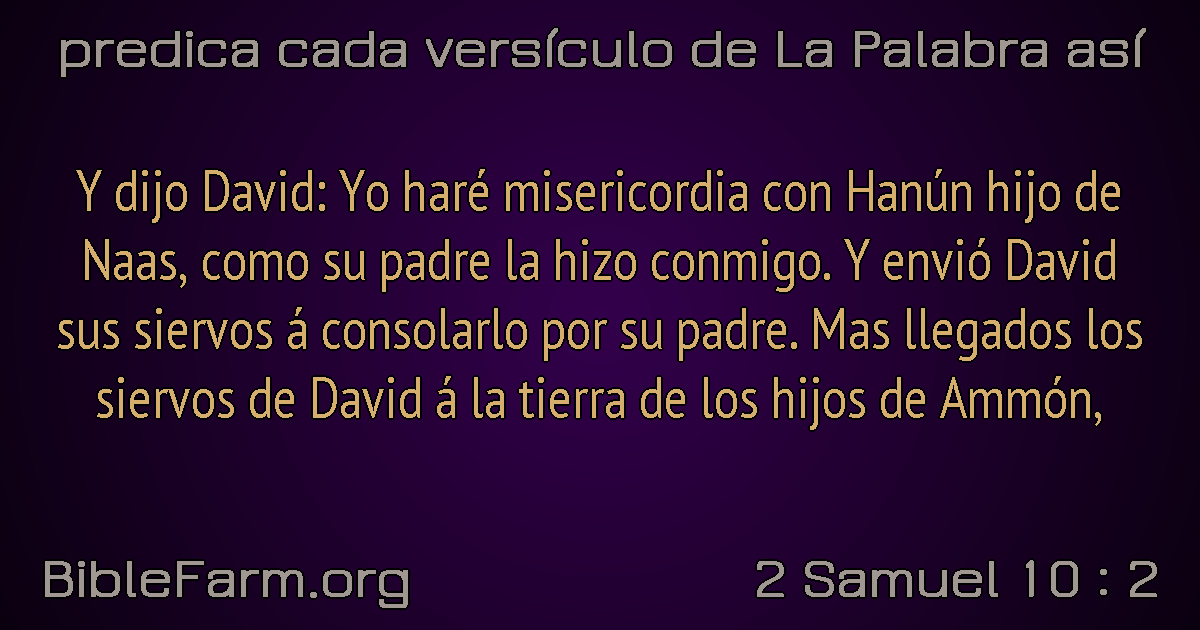 predica cada versículo de La Palabra así
Y dijo David: Yo haré misericordia con Hanún hijo de
Naas, como su padre la hizo conmigo. Y envió David
sus siervos á consolarlo por su padre. Mas llegados los
siervos de David á la tierra de los hijos de Ammón,
BibleFarm.org
2 Samuel 10 : 2